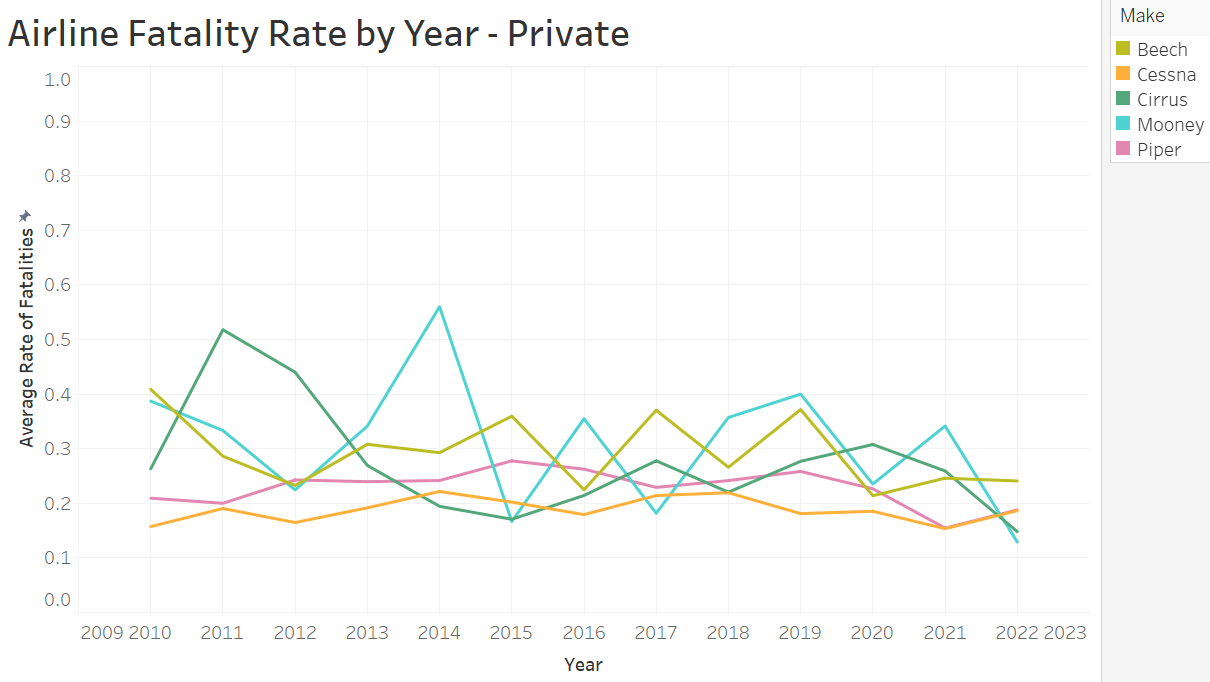 Airline Fatality Rate by Year - Private
Make
Beech
Cessna
Cirrus
Mooney
Piper
Average Rate of Fatalities
1.0
0.9
0.8
0.7
0.6
0.5
0.4
0.3
0.2
0.1
0.0
2009 2010 2011 2012 2013 2014 2015 2016 2017 2018 2019 2020 2021 2022 2023
Year